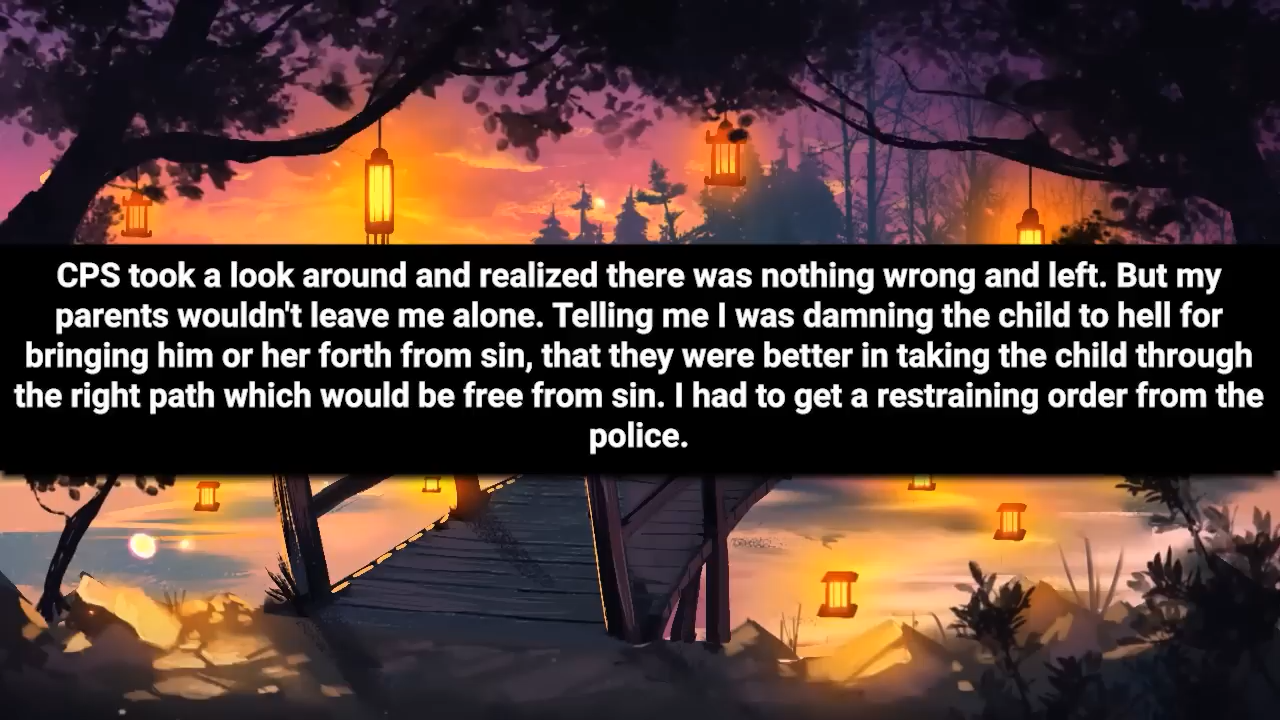 CPS took a look around and realized there was nothing wrong and left. But my
parents wouldn't leave me alone. Telling me I was damning the child to hell for
bringing him or her forth from sin, that they were better in taking the child through
the right path which would be free from sin. I had to get a restraining order from the
police.